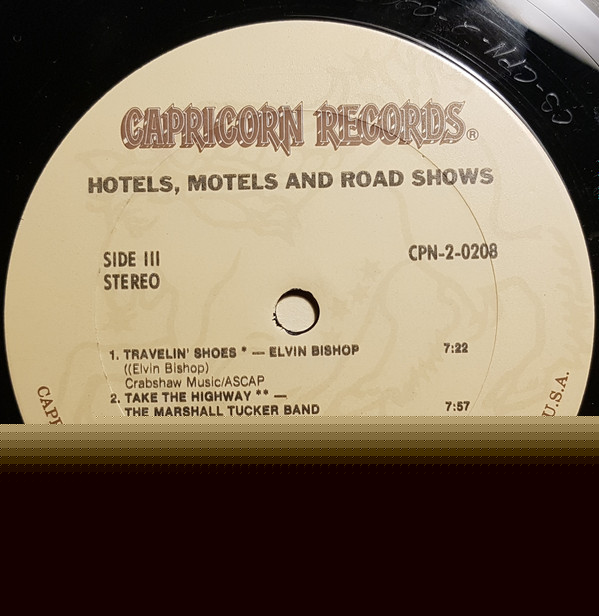 CAPRICORN RECORDS®
HOTELS, MOTELS AND ROAD SHOWS
SIDE III
STEREO
CPN-2-0208
1. TRAVELIN' SHOES * — ELVIN BISHOP 7:22
((Elvin Bishop)
Crabshaw Music/ASCAP
2. TAKE THE HIGHWAY ** —
THE MARSHALL TUCKER BAND 7:57
U.S.A.